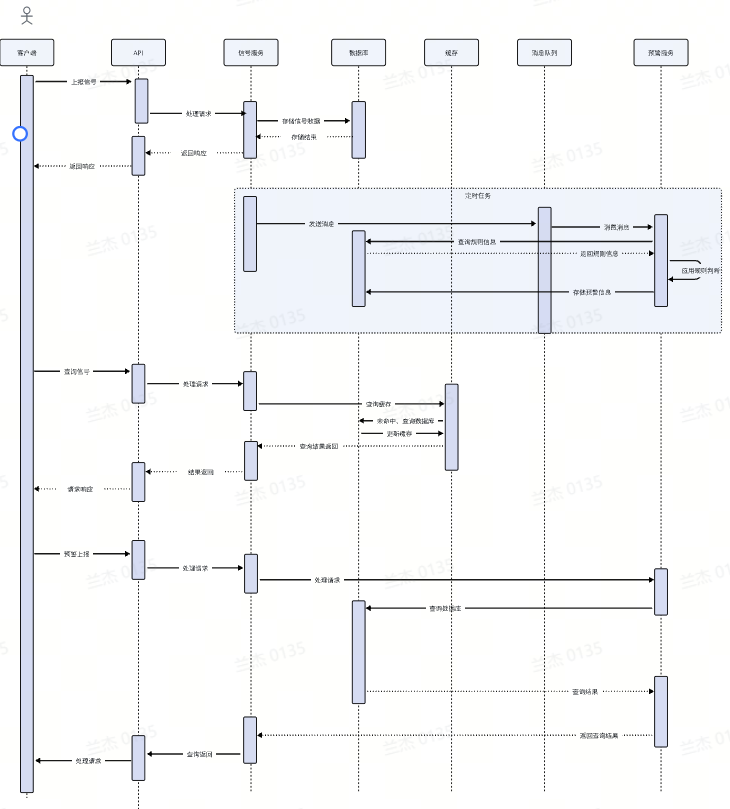 客户端
API
信号服务
数据库
缓存
消息队列
预警服务
上报信号
处理请求
存储信号数据
存储结果
返回响应
返回响应
定时任务
发送消息
消费消息
查询规则信息
返回规则信息
应用规则判断
存储预警信息
查询信号
处理请求
查询缓存
未命中，查询数据库
更新缓存
查询结果返回
结果返回
请求响应
预警上报
处理请求
处理请求
查询数据库
查询结果
返回查询结果
查询返回
处理请求
兰杰 0135